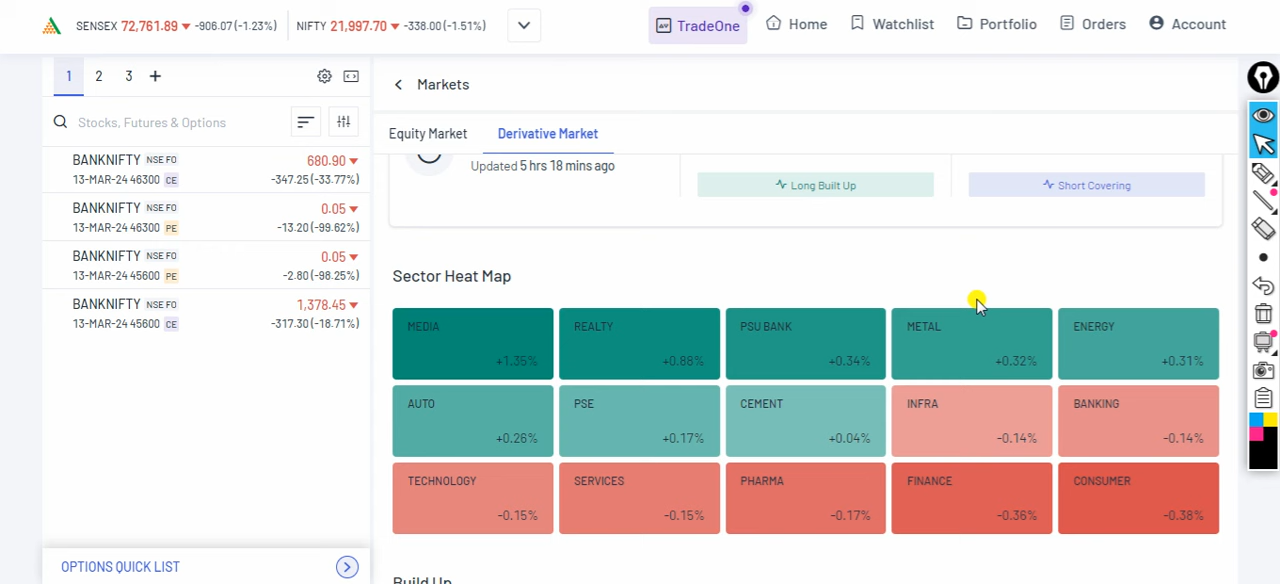 SENSEX 72,761.89 -906.07 (-1.23%) NIFTY 21,997.70 -338.00 (-1.51%) TradeOne Home Watchlist Portfolio Orders Account
1 2 3 +
Markets
Stocks, Futures & Options
Equity Market Derivative Market
BANKNIFTY NSE FO 680.90
13-MAR-24 46300 CE -347.25 (-33.77%)
BANKNIFTY NSE FO 0.05
13-MAR-24 46300 PE -13.20 (-99.62%)
BANKNIFTY NSE FO 0.05
13-MAR-24 45600 PE -2.80 (-98.25%)
BANKNIFTY NSE FO 1,378.45
13-MAR-24 45600 CE -317.30 (-18.71%)
OPTIONS QUICK LIST
Updated 5 hrs 18 mins ago
Long Built Up Short Covering
Sector Heat Map
MEDIA REALTY PSU BANK METAL ENERGY
+1.35% +0.88% +0.34% +0.32% +0.31%
AUTO PSE CEMENT INFRA BANKING
+0.26% +0.17% +0.04% -0.14% -0.14%
TECHNOLOGY SERVICES PHARMA FINANCE CONSUMER
-0.15% -0.15% -0.17% -0.36% -0.38%
Build Up